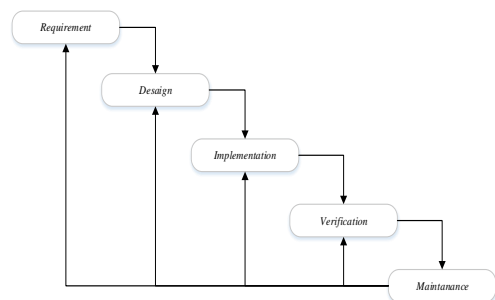 Requirement
Desaign
Implementation
Verification
Maintanance